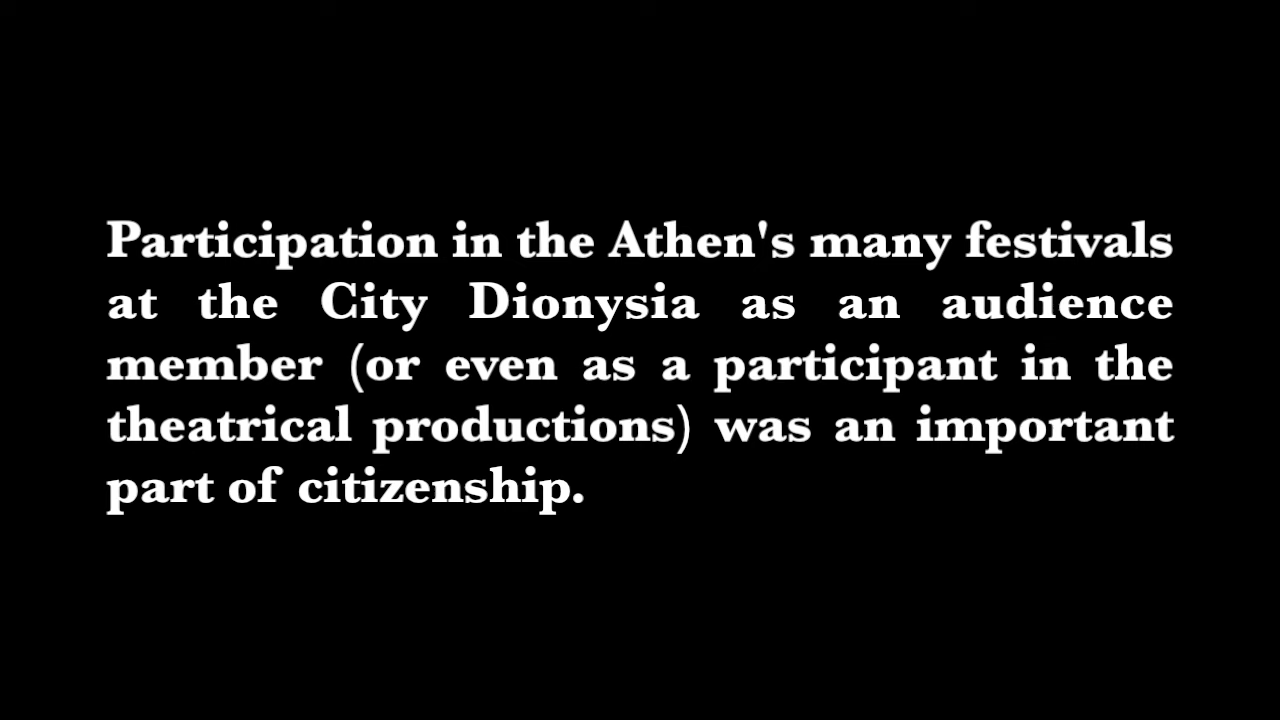 Participation in the Athen's many festivals
at the City Dionysia as an audience
member (or even as a participant in the
theatrical productions) was an important
part of citizenship.